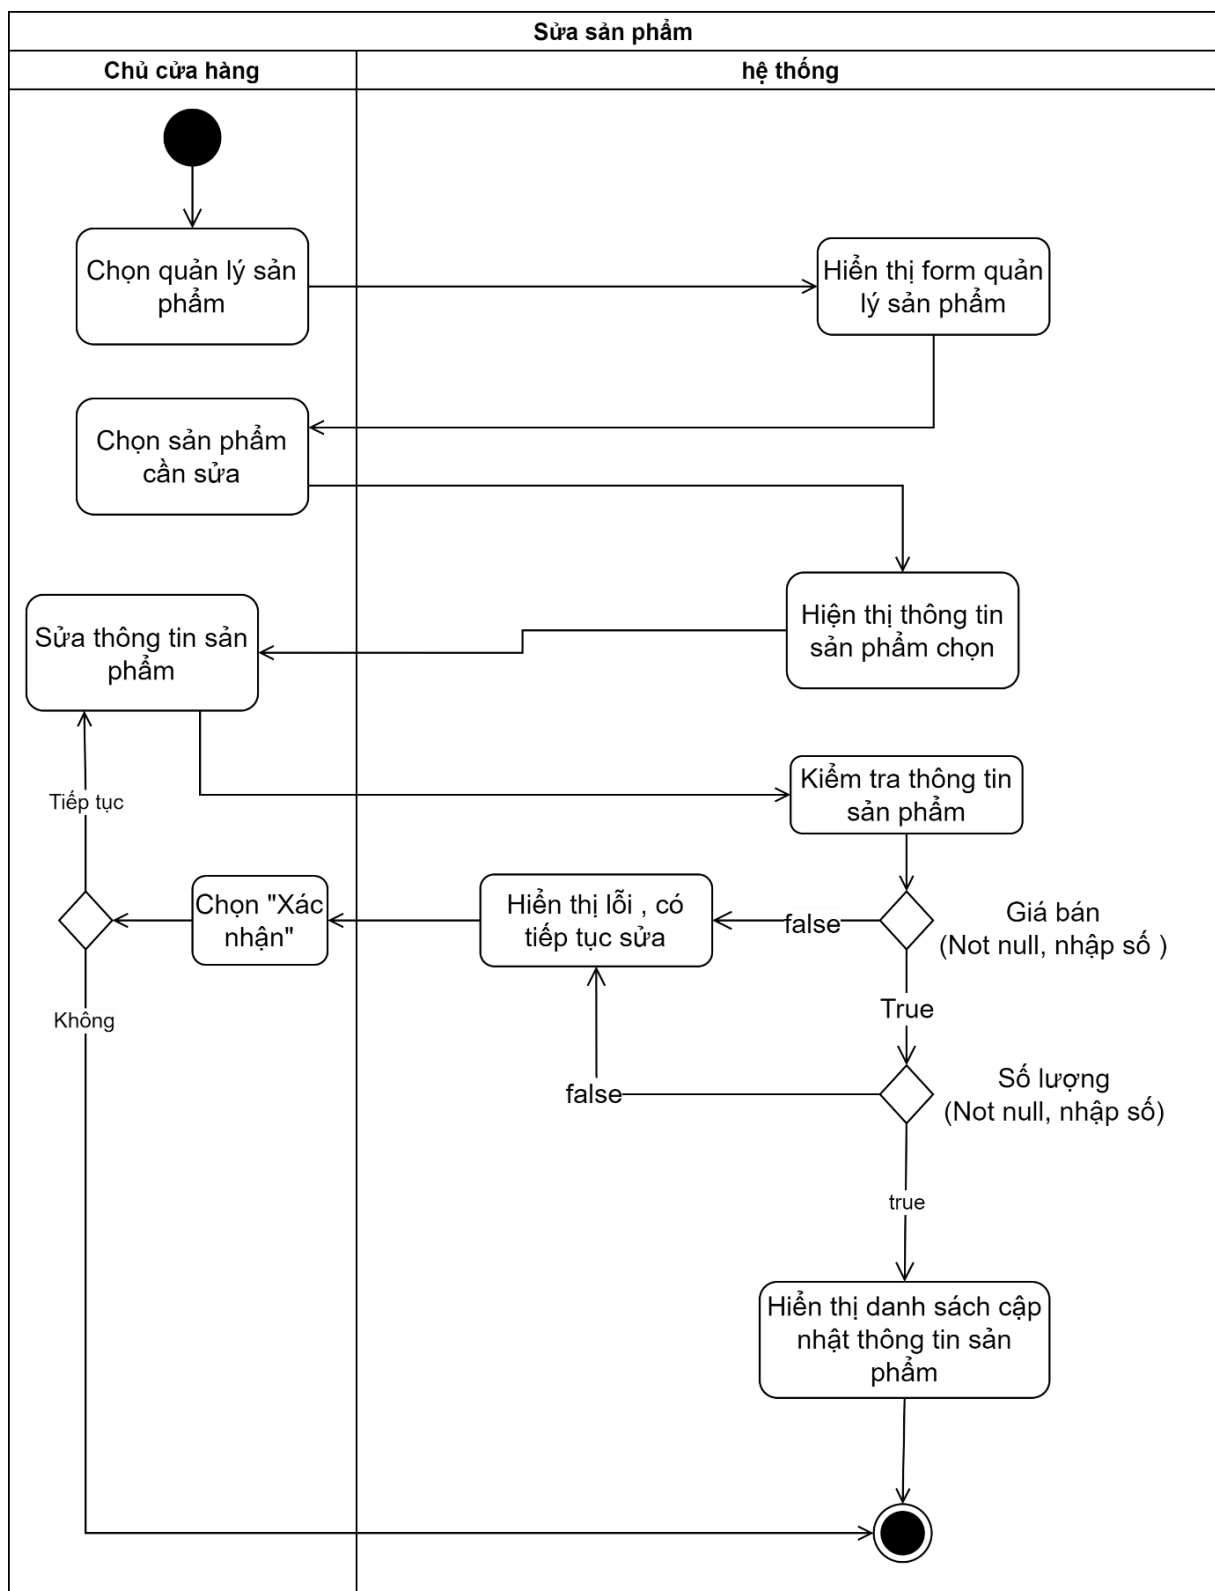 Sửa sản phẩm
Chủ cửa hàng
hệ thống
Chọn quản lý sản
phẩm
Hiển thị form quản
lý sản phẩm
Chọn sản phẩm
cần sửa
Hiện thị thông tin
sản phẩm chọn
Sửa thông tin sản
phẩm
Kiểm tra thông tin
sản phẩm
Tiếp tục
Chọn "Xác
nhận"
Hiển thị lỗi , có
tiếp tục sửa
false
Giá bán
(Not null, nhập số )
Không
True
false
Số lượng
(Not null, nhập số)
true
Hiển thị danh sách cập
nhật thông tin sản
phẩm